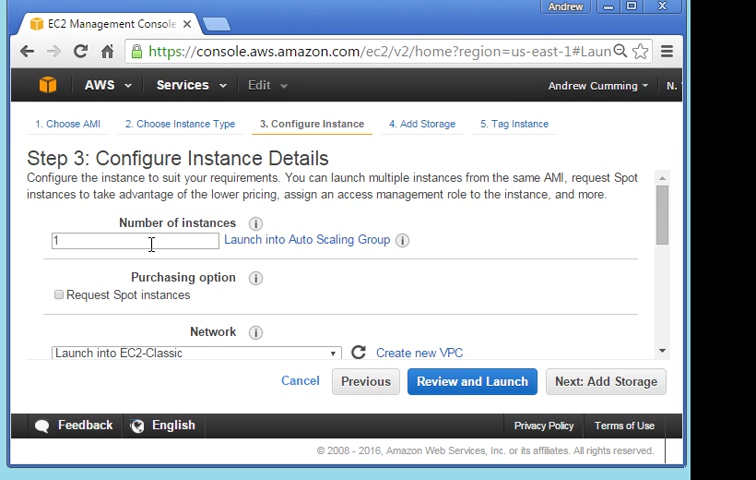 Andrew
EC2 Management Console
https://console.aws.amazon.com/ec2/v2/home?region=us-east-1#Laun
AWS Services Edit Andrew Cumming N.
1. Choose AMI 2. Choose Instance Type 3. Configure Instance 4. Add Storage 5. Tag Instance
Step 3: Configure Instance Details
Configure the instance to suit your requirements. You can launch multiple instances from the same AMI, request Spot
instances to take advantage of the lower pricing, assign an access management role to the instance, and more.
Number of instances
1 Launch into Auto Scaling Group
Purchasing option
Request Spot instances
Network
Launch into EC2-Classic Create new VPC
Cancel Previous Review and Launch Next: Add Storage
Feedback English Privacy Policy Terms of Use
© 2008 - 2016, Amazon Web Services, Inc. or its affiliates. All rights reserved.